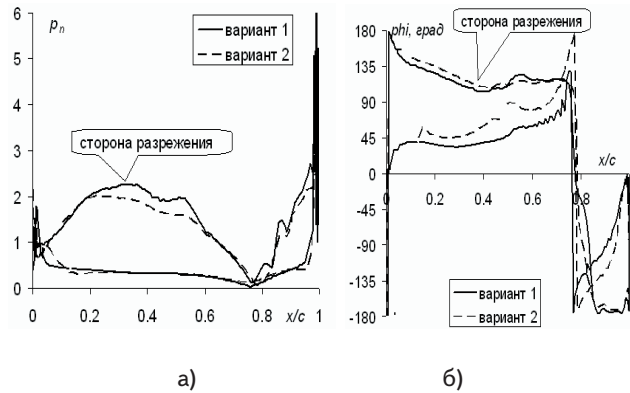 p n
6
5
4
3
2
1
0
0
0.2
0.4
0.6
0.8
x/c
1
вариант 1
вариант 2
сторона разрежения
а)
phi, град
180
135
90
45
0
-45
-90
-135
-180
0
0.2
0.4
0.6
0.8
1
x/c
сторона разрежения
вариант 1
вариант 2
б)